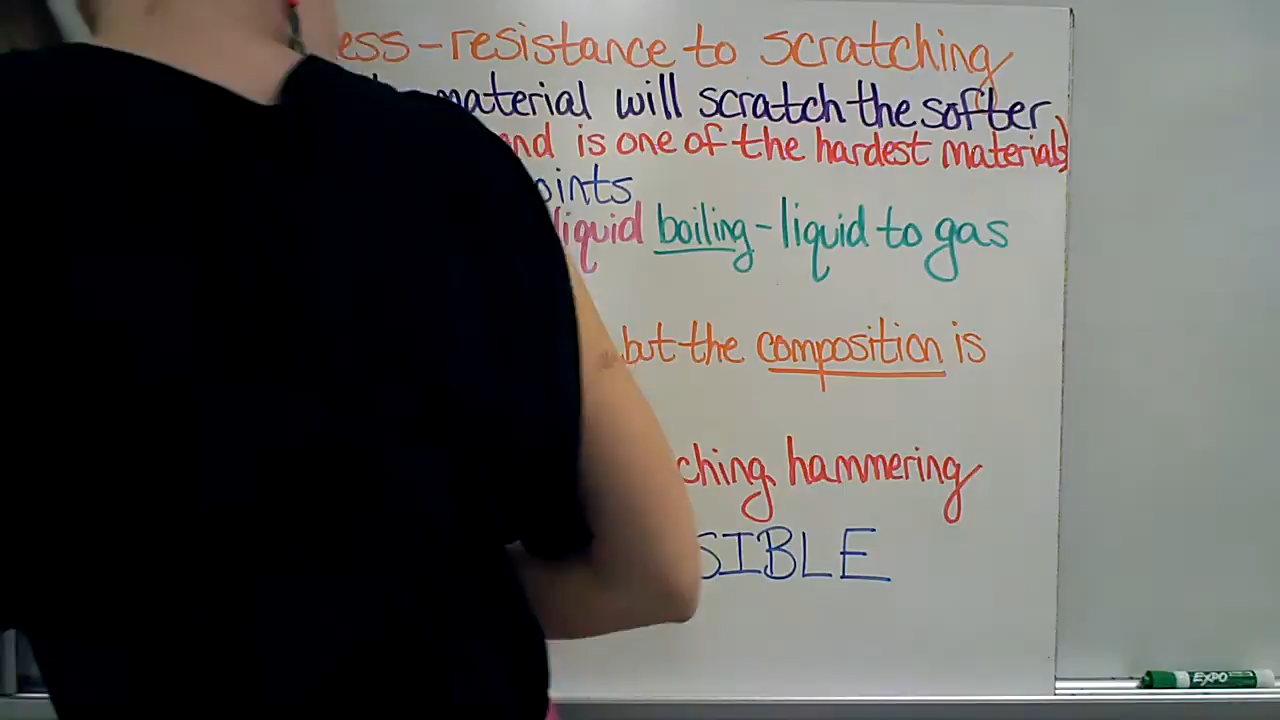 ess - resistance to scratching
material will scratch the softer
nd is one of the hardest materials)
oints
liquid boiling - liquid to gas
but the composition is
ching hammering
SIBLE
EXPO